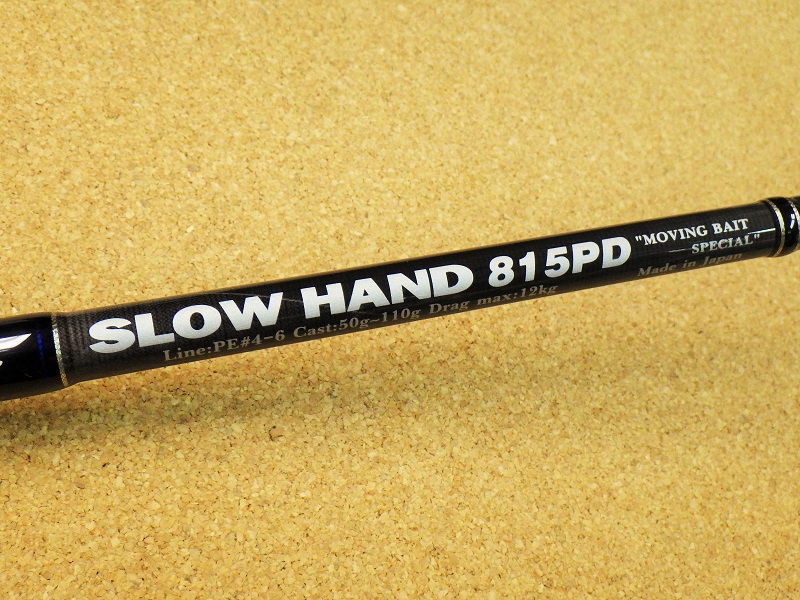 SLOW HAND 815PD
"MOVING BAIT
SPECIAL"
Line:PE#4-6 Cast:50g~110g Drag max:12kg
Made in Japan